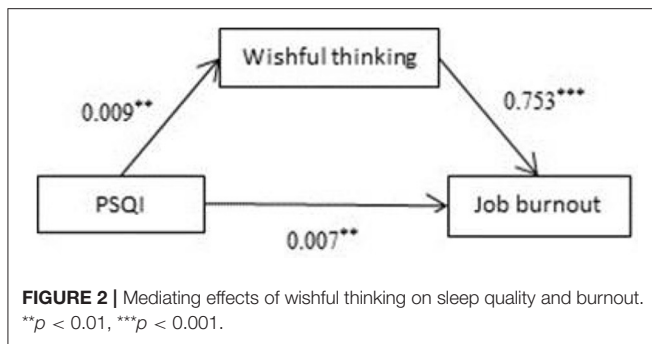 Wishful thinking
0.009**
0.753***
PSQI
Job burnout
0.007**
FIGURE 2 | Mediating effects of wishful thinking on sleep quality and burnout.
**p < 0.01, ***p < 0.001.